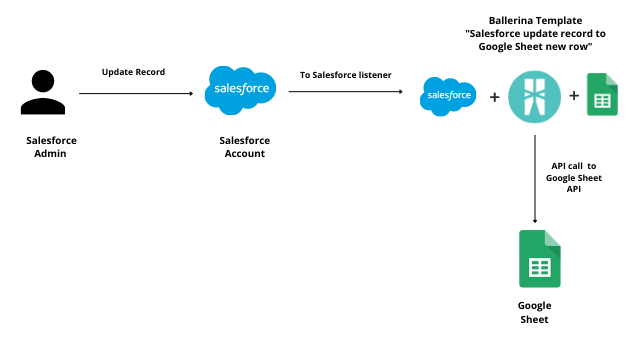 Ballerina Template
"Salesforce update record to
Google Sheet new row"
Update Record
To Salesforce listener
salesforce
salesforce
+
+
Salesforce
Admin
Salesforce
Account
API call to
Google Sheet
API
Google
Sheet